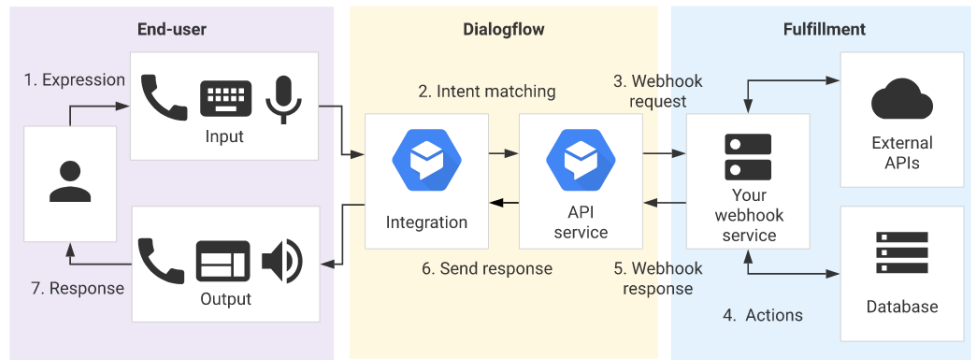 End-user
Dialogflow
Fulfillment
1. Expression
Input
2. Intent matching
3. Webhook
request
External
APIs
Integration
API
service
Your
webhook
service
7. Response
Output
6. Send response
5. Webhook
response
4. Actions
Database